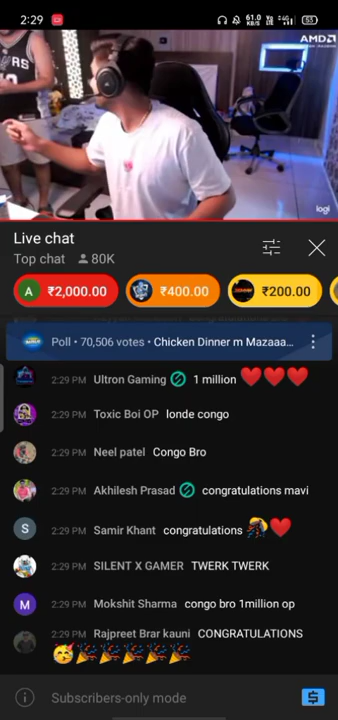 2:29 61.0 KB/S 53
AMD
logi
RS
Live chat
Top chat 80K
A ₹2,000.00 ₹400.00 ₹200.00
Poll • 70,506 votes • Chicken Dinner m Mazaaa...
2:29 PM Ultron Gaming 1 million ❤️❤️❤️
2:29 PM Toxic Boi OP londe congo
2:29 PM Neel patel Congo Bro
2:29 PM Akhilesh Prasad congratulations mavi
S 2:29 PM Samir Khant congratulations ❤️
2:29 PM SILENT X GAMER TWERK TWERK
M 2:29 PM Mokshit Sharma congo bro 1million op
2:29 PM Rajpreet Brar kauni CONGRATULATIONS
🥳🎉🎉🎉🎉🎉
Subscribers-only mode